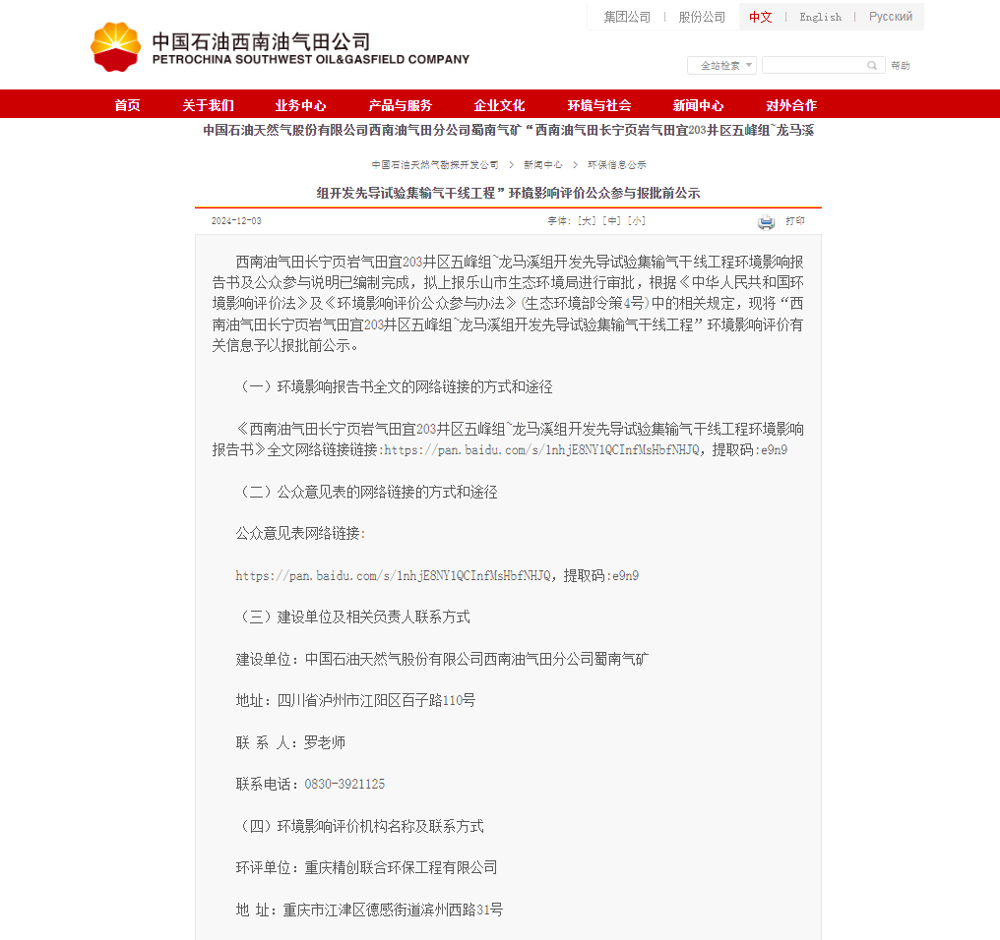 集团公司 | 股份公司 中文 | English | Русский
中国石油西南油气田公司
PETROCHINA SOUTHWEST OIL&GASFIELD COMPANY
全站检索 帮助
首页 关于我们 业务中心 产品与服务 企业文化 环境与社会 新闻中心 对外合作
中国石油天然气股份有限公司西南油气田分公司蜀南气矿“西南油气田长宁页岩气田宜203井区五峰组~龙马溪
中国石油天然气勘探开发公司 > 新闻中心 > 环保信息公示
组开发先导试验集输气干线工程”环境影响评价公众参与报批前公示
2024-12-03 字体: [大] [中] [小] 打印
西南油气田长宁页岩气田宜203井区五峰组~龙马溪组开发先导试验集输气干线工程环境影响报
告书及公众参与说明已编制完成，拟上报乐山市生态环境局进行审批，根据《中华人民共和国环
境影响评价法》及《环境影响评价公众参与办法》(生态环境部令第4号)中的相关规定，现将“西
南油气田长宁页岩气田宜203井区五峰组~龙马溪组开发先导试验集输气干线工程”环境影响评价有
关信息予以报批前公示。
（一）环境影响报告书全文的网络链接的方式和途径
《西南油气田长宁页岩气田宜203井区五峰组~龙马溪组开发先导试验集输气干线工程环境影响
报告书》全文网络链接链接:https://pan.baidu.com/s/1nhjE8NY1QCInfMsHbfNHJQ，提取码:e9n9
（二）公众意见表的网络链接的方式和途径
公众意见表网络链接:
https://pan.baidu.com/s/1nhjE8NY1QCInfMsHbfNHJQ，提取码:e9n9
（三）建设单位及相关负责人联系方式
建设单位：中国石油天然气股份有限公司西南油气田分公司蜀南气矿
地址：四川省泸州市江阳区百子路110号
联 系 人：罗老师
联系电话：0830-3921125
（四）环境影响评价机构名称及联系方式
环评单位：重庆精创联合环保工程有限公司
地 址：重庆市江津区德感街道滨州西路31号